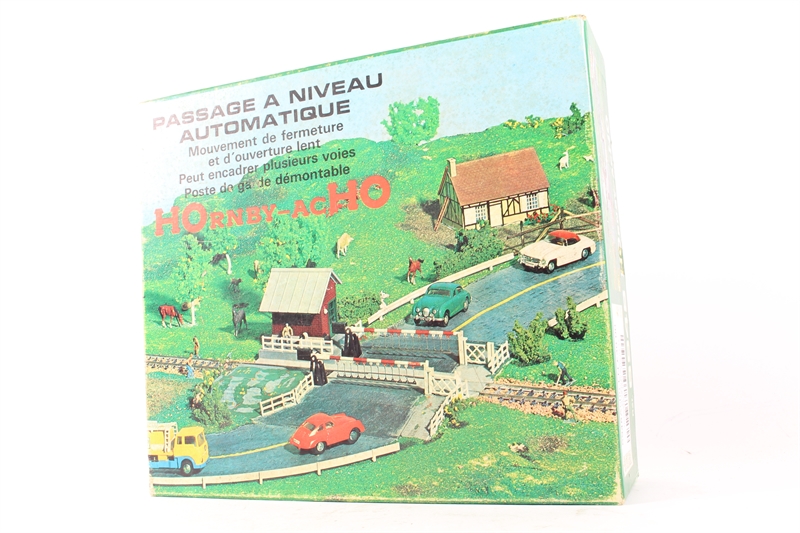 PASSAGE A NIVEAU
AUTOMATIQUE
Mouvement de fermeture
et d'ouverture lent
Peut encadrer plusieurs voies
Poste de garde démontable
HORNBY-ACHO